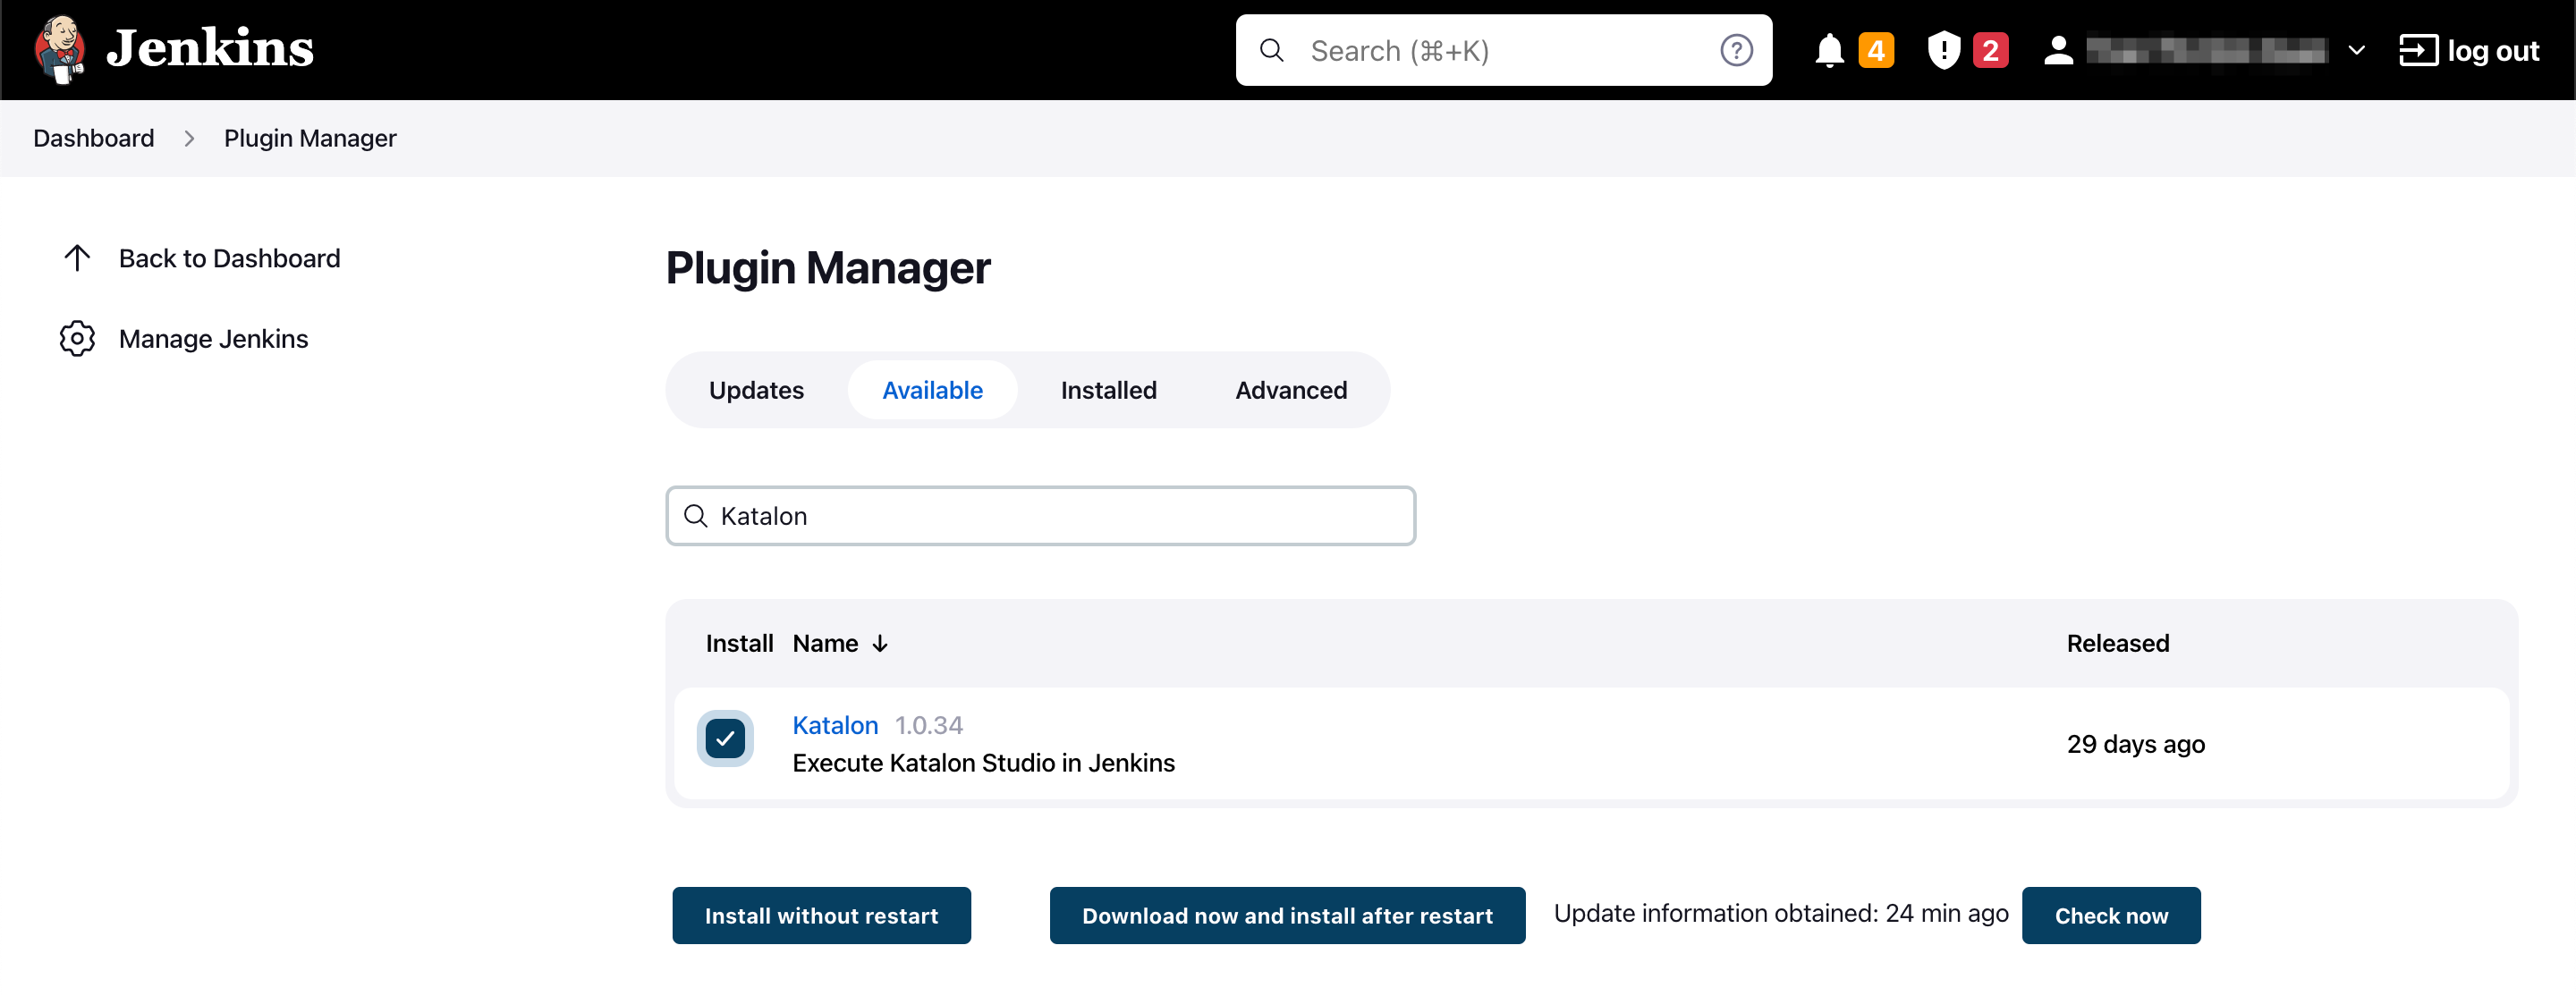 Jenkins
Search (⌘+K)
4
2
log out
Dashboard
Plugin Manager
Back to Dashboard
Manage Jenkins
Plugin Manager
Updates
Available
Installed
Advanced
Katalon
Install Name ↓ Released
Katalon 1.0.34
Execute Katalon Studio in Jenkins
29 days ago
Install without restart
Download now and install after restart
Update information obtained: 24 min ago
Check now